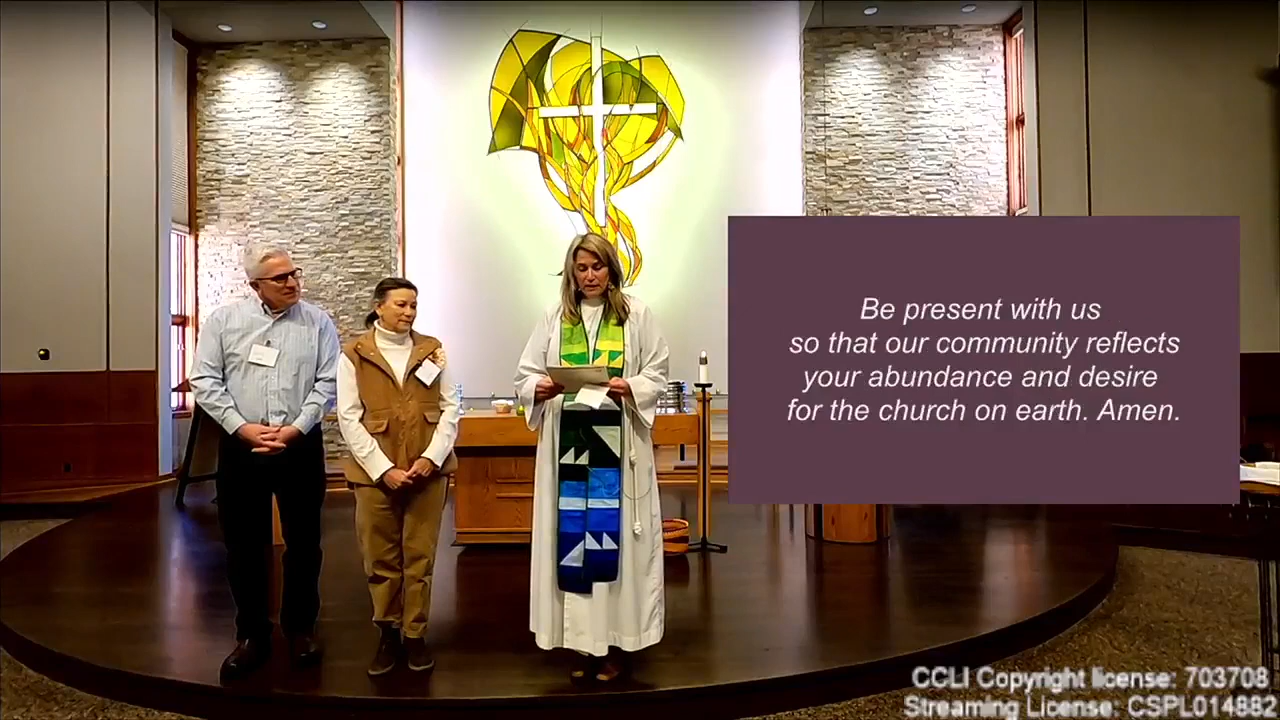 Be present with us
so that our community reflects
your abundance and desire
for the church on earth. Amen.
CCLI Copyright license: 703708
Streaming License: CSPL014882